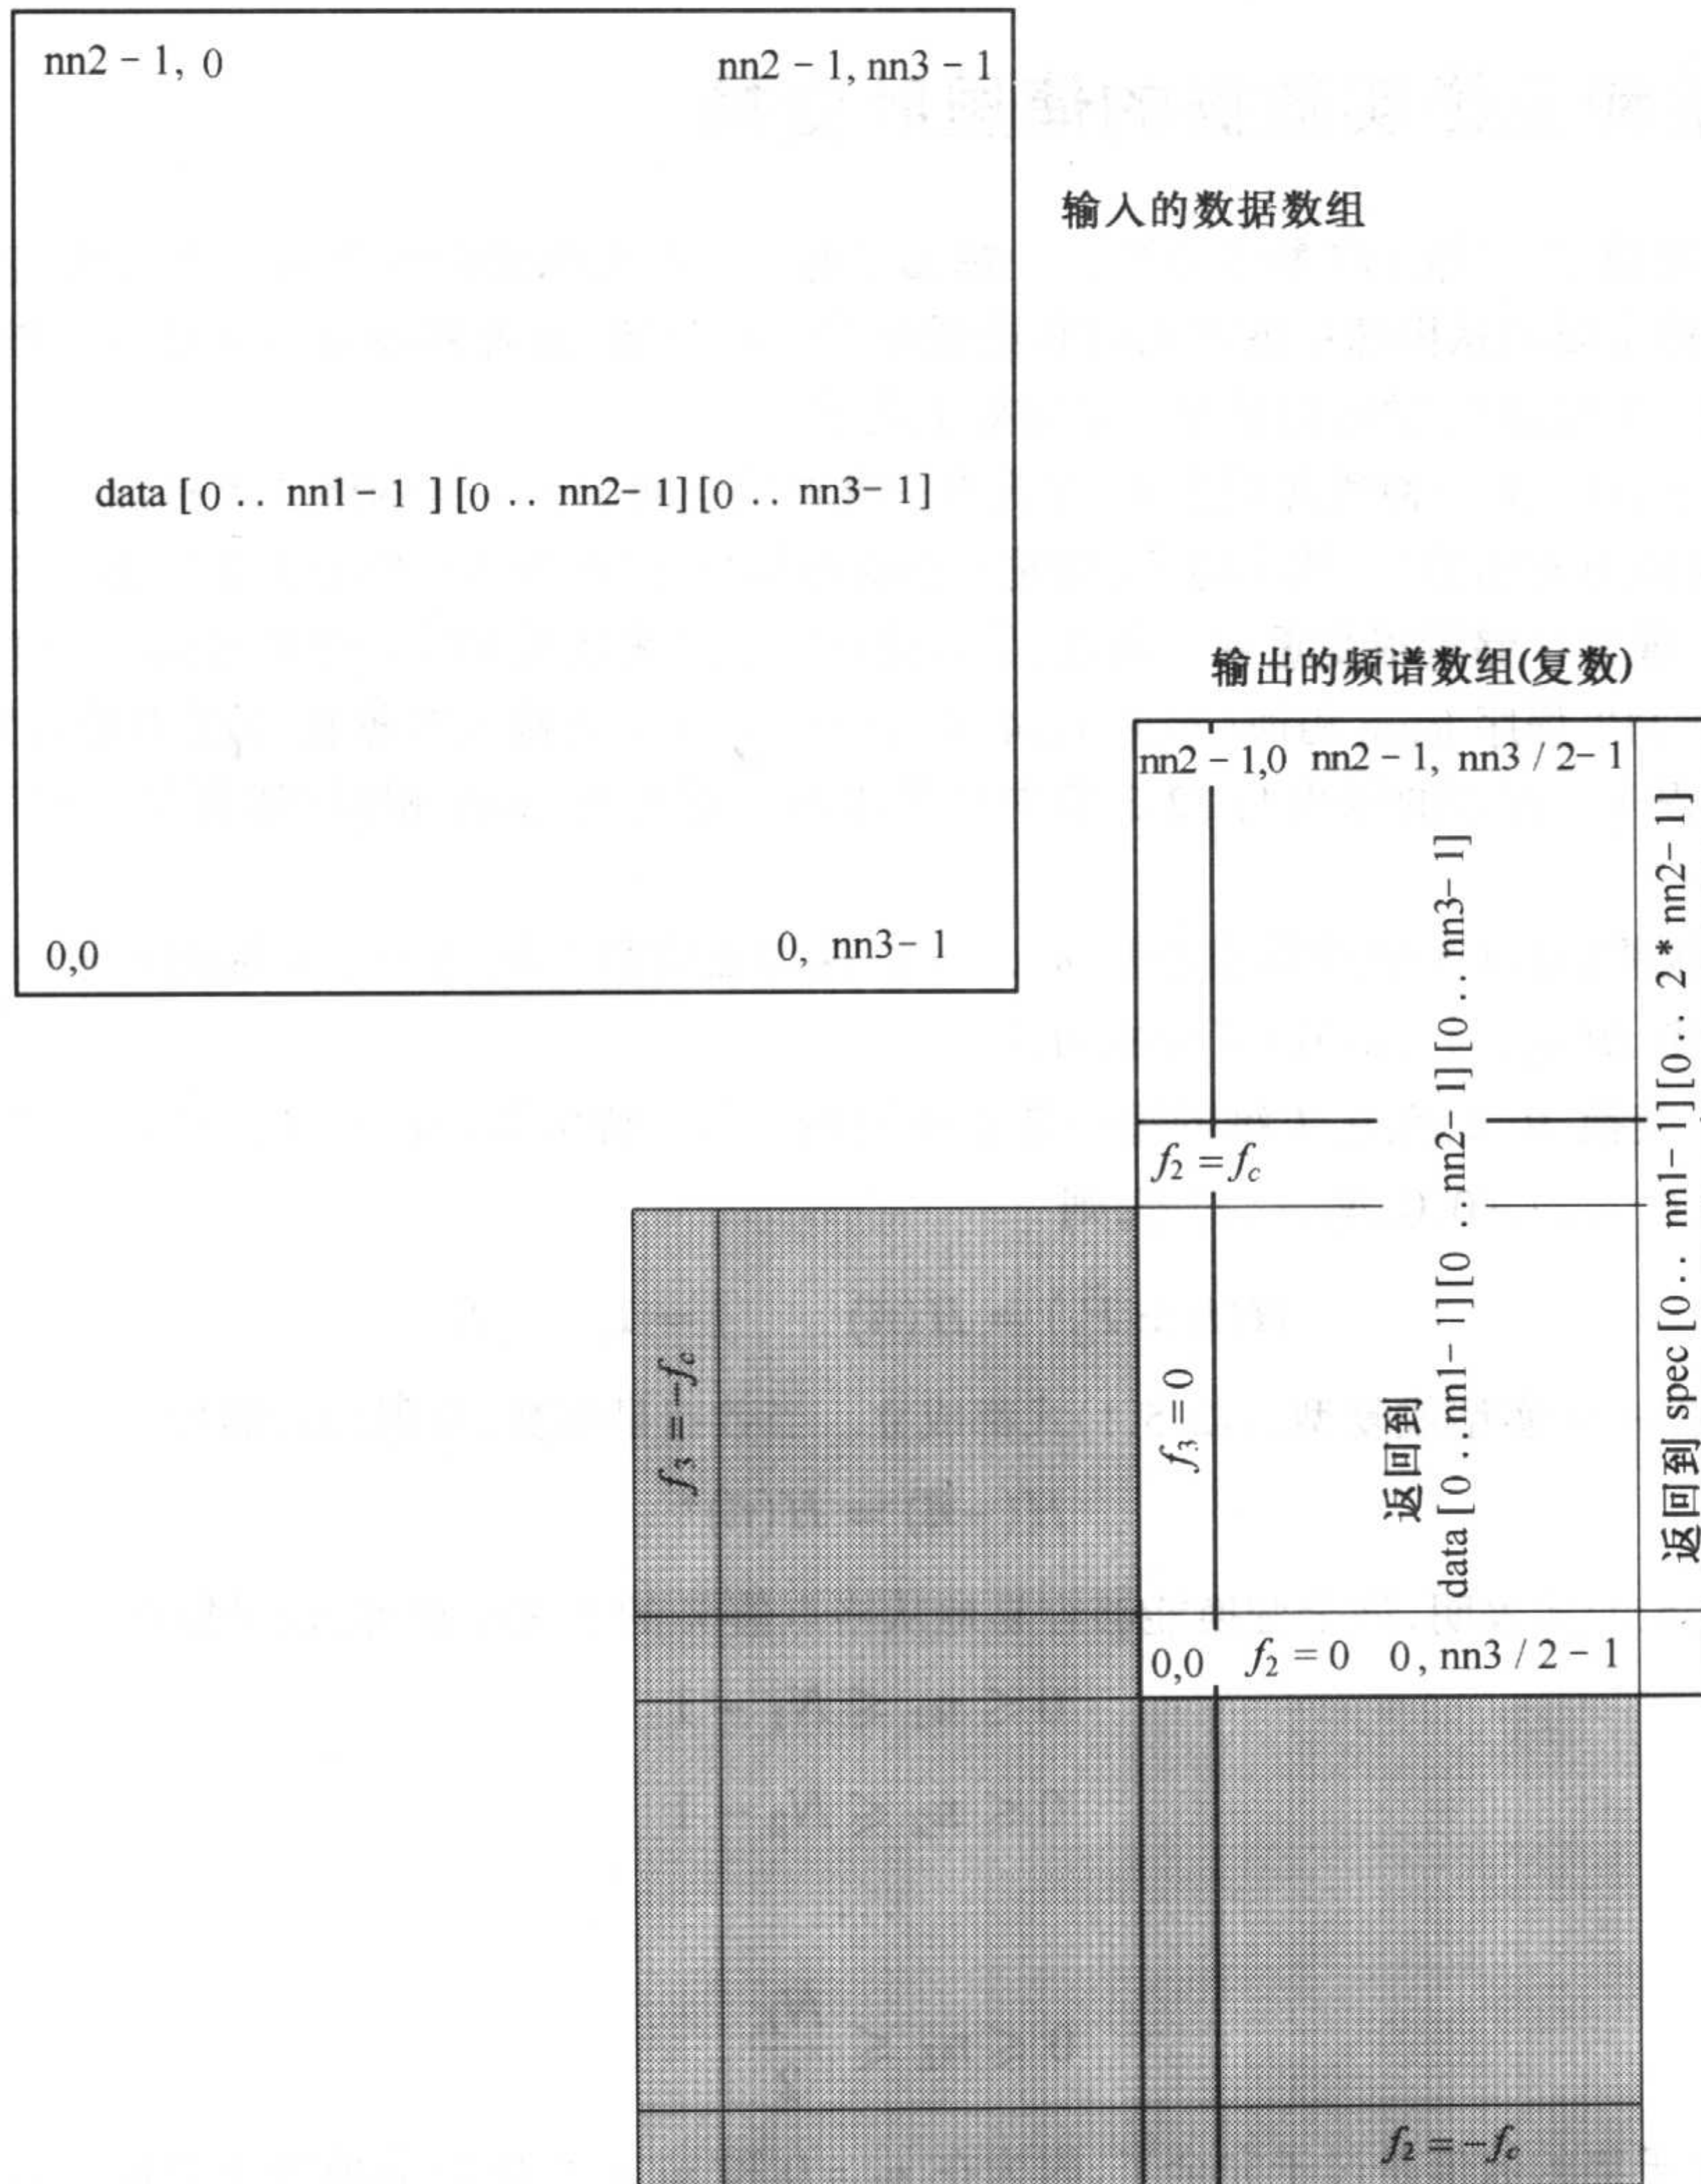 nn2 - 1, 0
nn2 - 1, nn3 - 1
输入的数据数组
data [ 0 .. nn1 - 1 ] [0 .. nn2- 1] [0 .. nn3- 1]
0,0
0, nn3- 1
输出的频谱数组(复数)
nn2 - 1,0
nn2 - 1, nn3 / 2- 1
f₂ = f_c
f₃ = -f_c
f₃ = 0
返回到
data [0 .. nn1- 1][0 .. nn2- 1] [0 .. nn3- 1]
返回到 spec [0 .. nn1- 1] [0 .. 2 * nn2- 1]
0,0
f₂ = 0
0, nn3 / 2 - 1
f₂ = -f_c